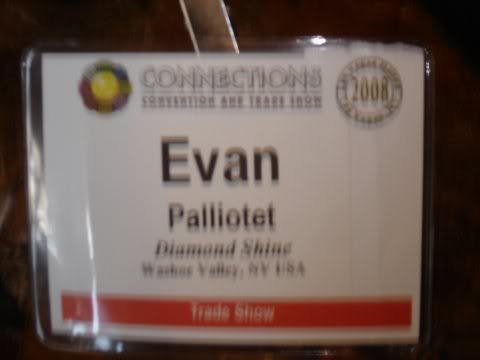 CONNECTIONS
CONVENTION AND TRADE SHOW
2008
Evan
Palliotet
Diamond Shine
Washoe Valley, NV USA
Trade Show